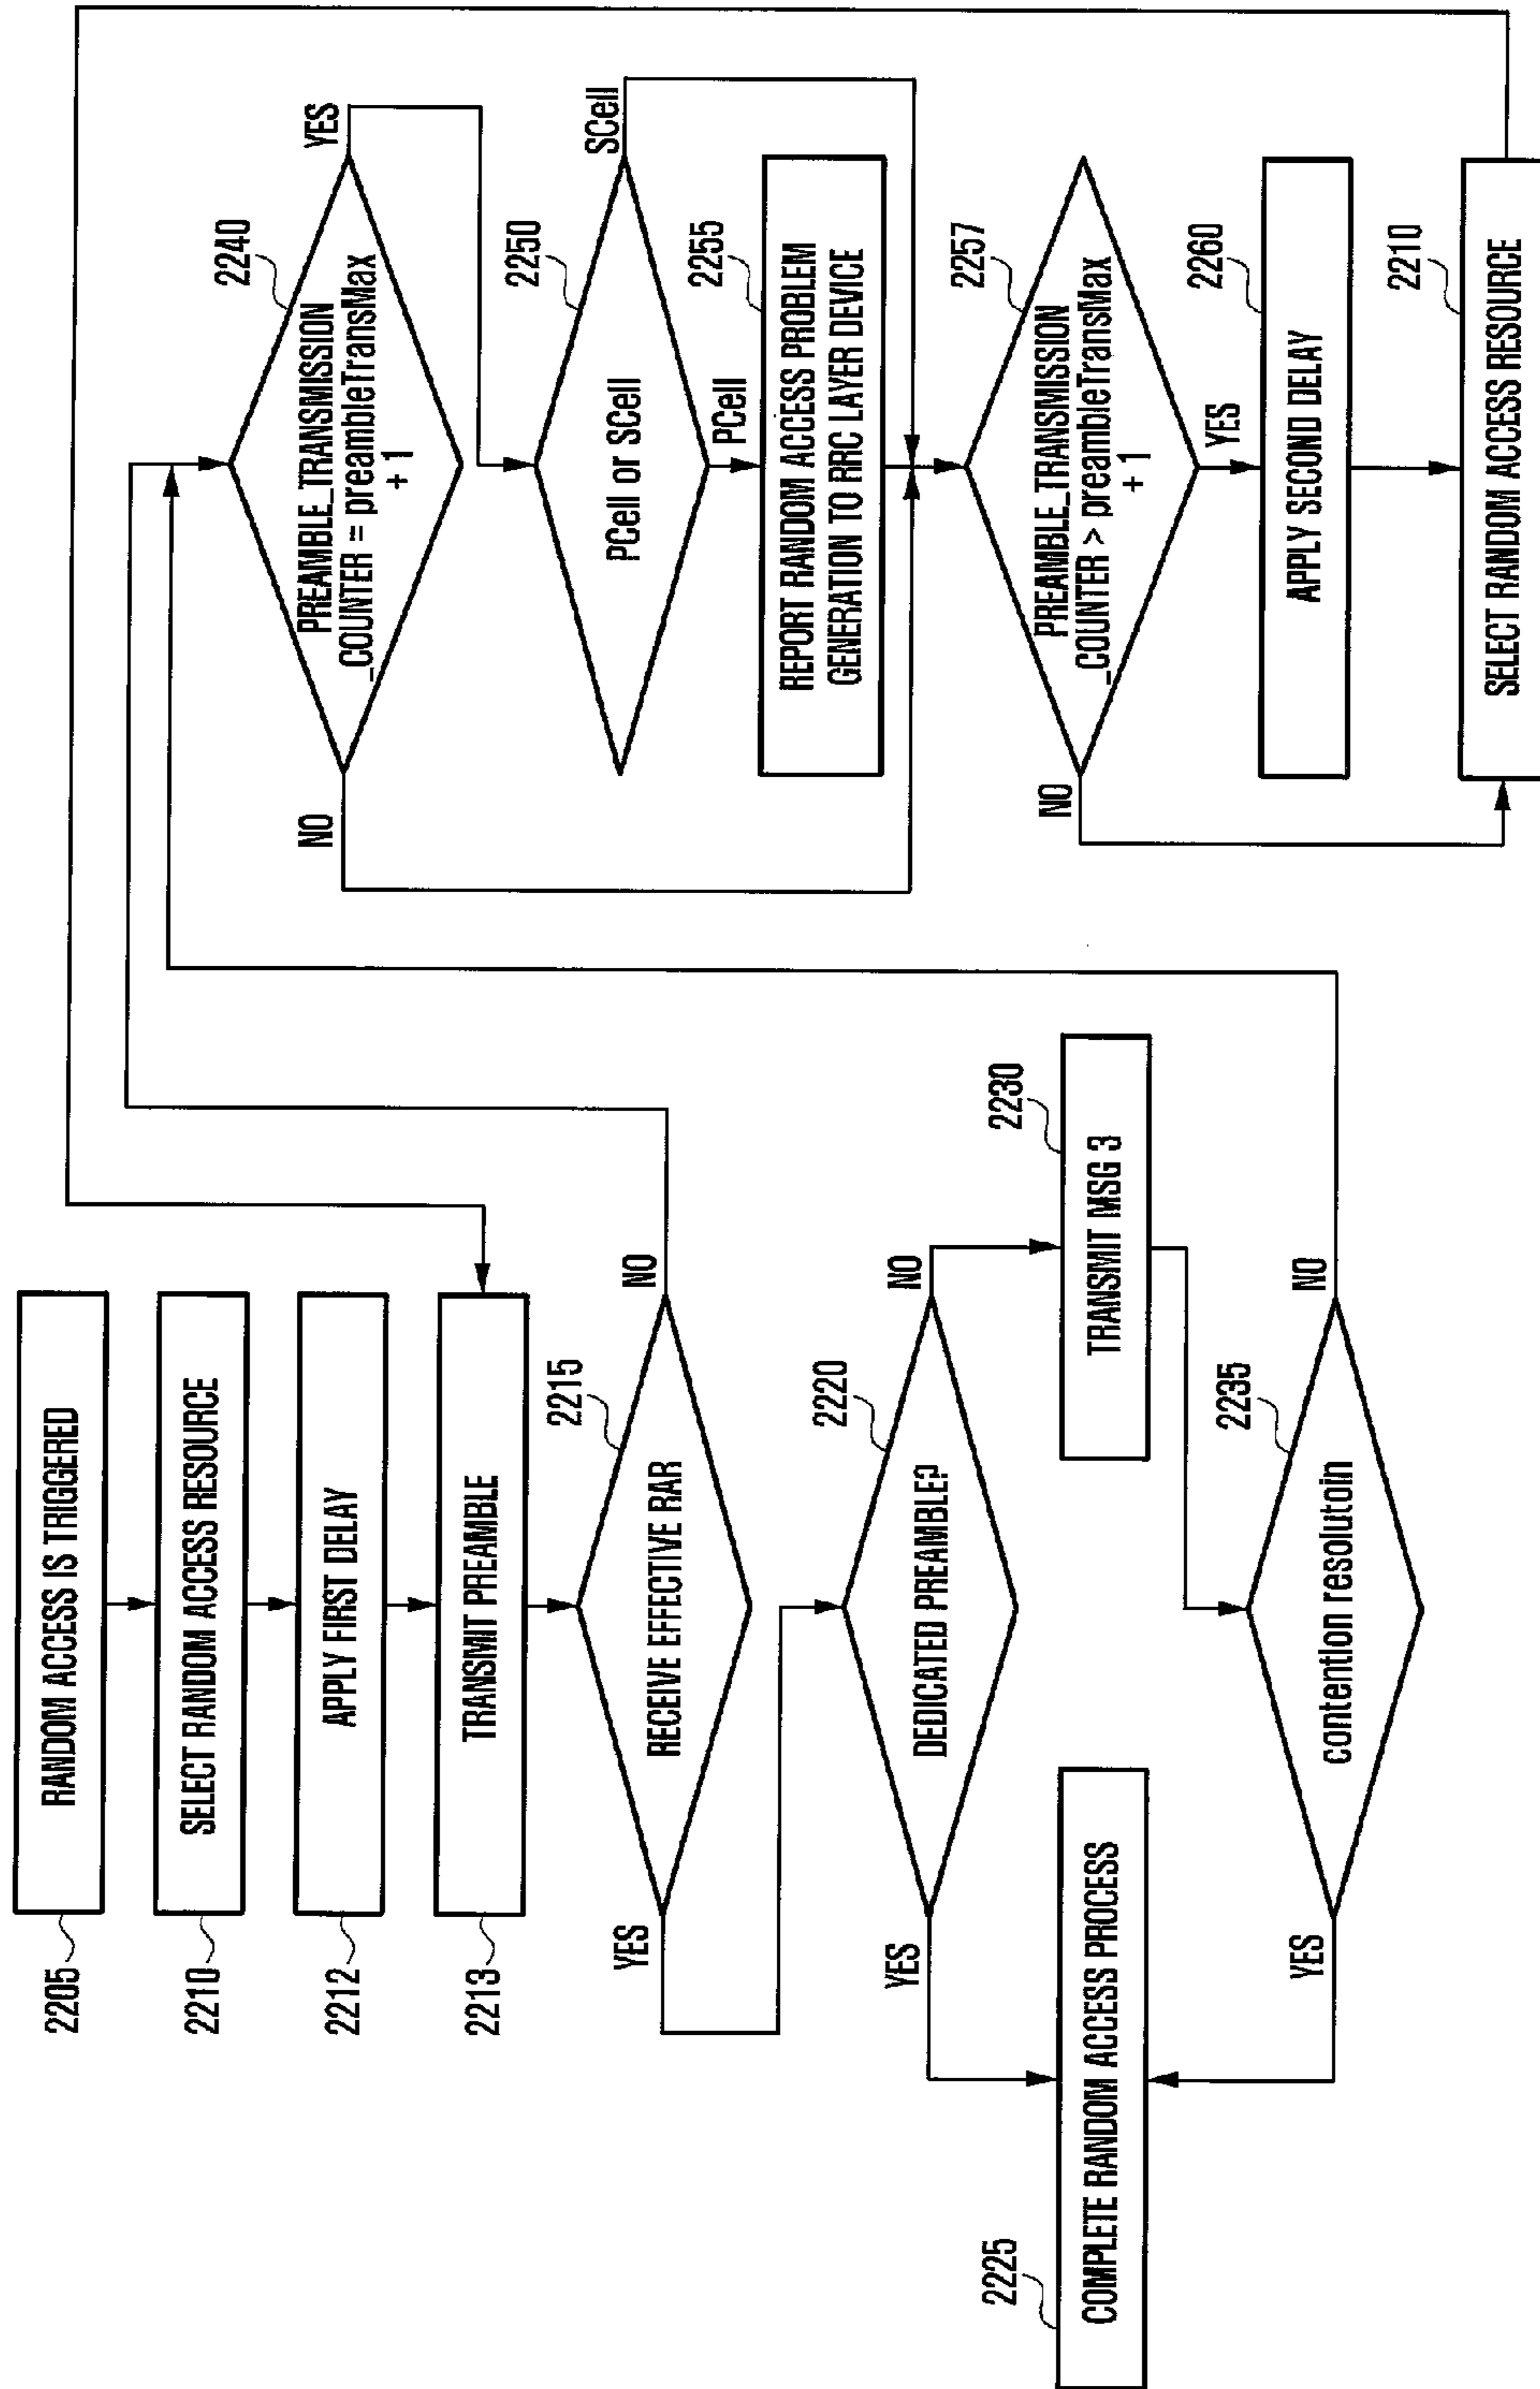 2205
RANDOM ACCESS IS TRIGGERED
2210
SELECT RANDOM ACCESS RESOURCE
2212
APPLY FIRST DELAY
2213
TRANSMIT PREAMBLE
2215
RECEIVE EFFECTIVE RAR
YES
NO
2220
DEDICATED PREAMBLE?
YES
NO
2225
COMPLETE RANDOM ACCESS PROCESS
2230
TRANSMIT MSG 3
2235
contention resolutoin
YES
NO
2240
PREAMBLE_TRANSMISSION
_COUNTER = preambleTransMax
+ 1
NO
YES
2250
PCell or SCell
SCell
PCell
2255
REPORT RANDOM ACCESS PROBLEM
GENERATION TO RRC LAYER DEVICE
2257
PREAMBLE_TRANSMISSION
_COUNTER > preambleTransMax
+ 1
NO
YES
2260
APPLY SECOND DELAY
2210
SELECT RANDOM ACCESS RESOURCE